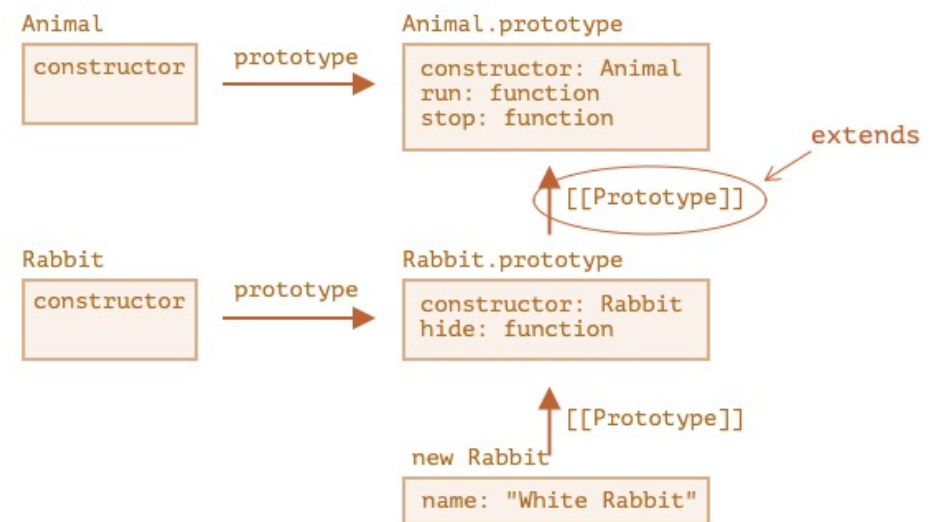 Animal
constructor
prototype
Animal.prototype
constructor: Animal
run: function
stop: function
extends
[[Prototype]]
Rabbit
constructor
prototype
Rabbit.prototype
constructor: Rabbit
hide: function
[[Prototype]]
new Rabbit
name: "White Rabbit"